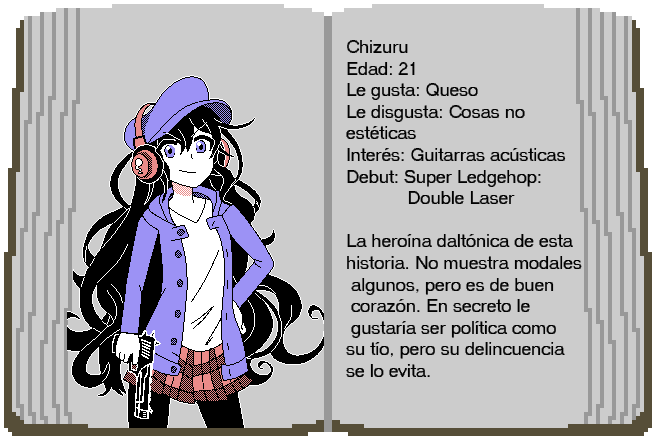 Chizuru
Edad: 21
Le gusta: Queso
Le disgusta: Cosas no
estéticas
Interés: Guitarras acústicas
Debut: Super Ledgehop:
Double Laser
La heroína daltónica de esta
historia. No muestra modales
algunos, pero es de buen
corazón. En secreto le
gustaría ser política como
su tío, pero su delincuencia
se lo evita.